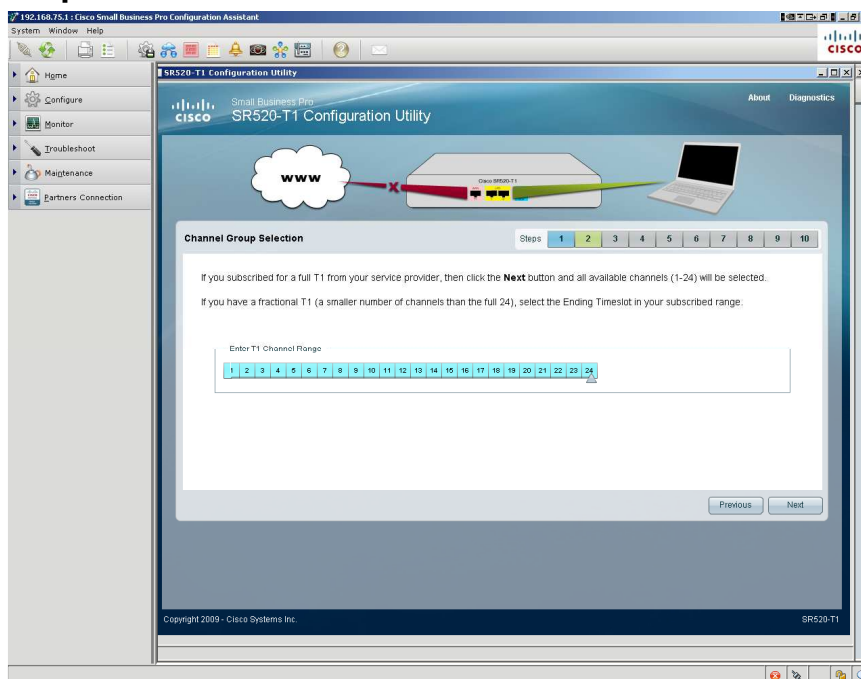 192.168.75.1 : Cisco Small Business Pro Configuration Assistant
System Window Help
CISCO
Home
Configure
Monitor
Troubleshoot
Maintenance
Partners Connection
SR520-T1 Configuration Utility
CISCO
Small Business Pro
SR520-T1 Configuration Utility
About Diagnostics
WWW
X
Cisco SR520-T1
Channel Group Selection
Steps 1 2 3 4 5 6 7 8 9 10
If you subscribed for a full T1 from your service provider, then click the Next button and all available channels (1-24) will be selected.
If you have a fractional T1 (a smaller number of channels than the full 24), select the Ending Timeslot in your subscribed range.
Enter T1 Channel Range
1 2 3 4 5 6 7 8 9 10 11 12 13 14 15 16 17 18 19 20 21 22 23 24
Previous Next
Copyright 2009 - Cisco Systems Inc.
SR520-T1